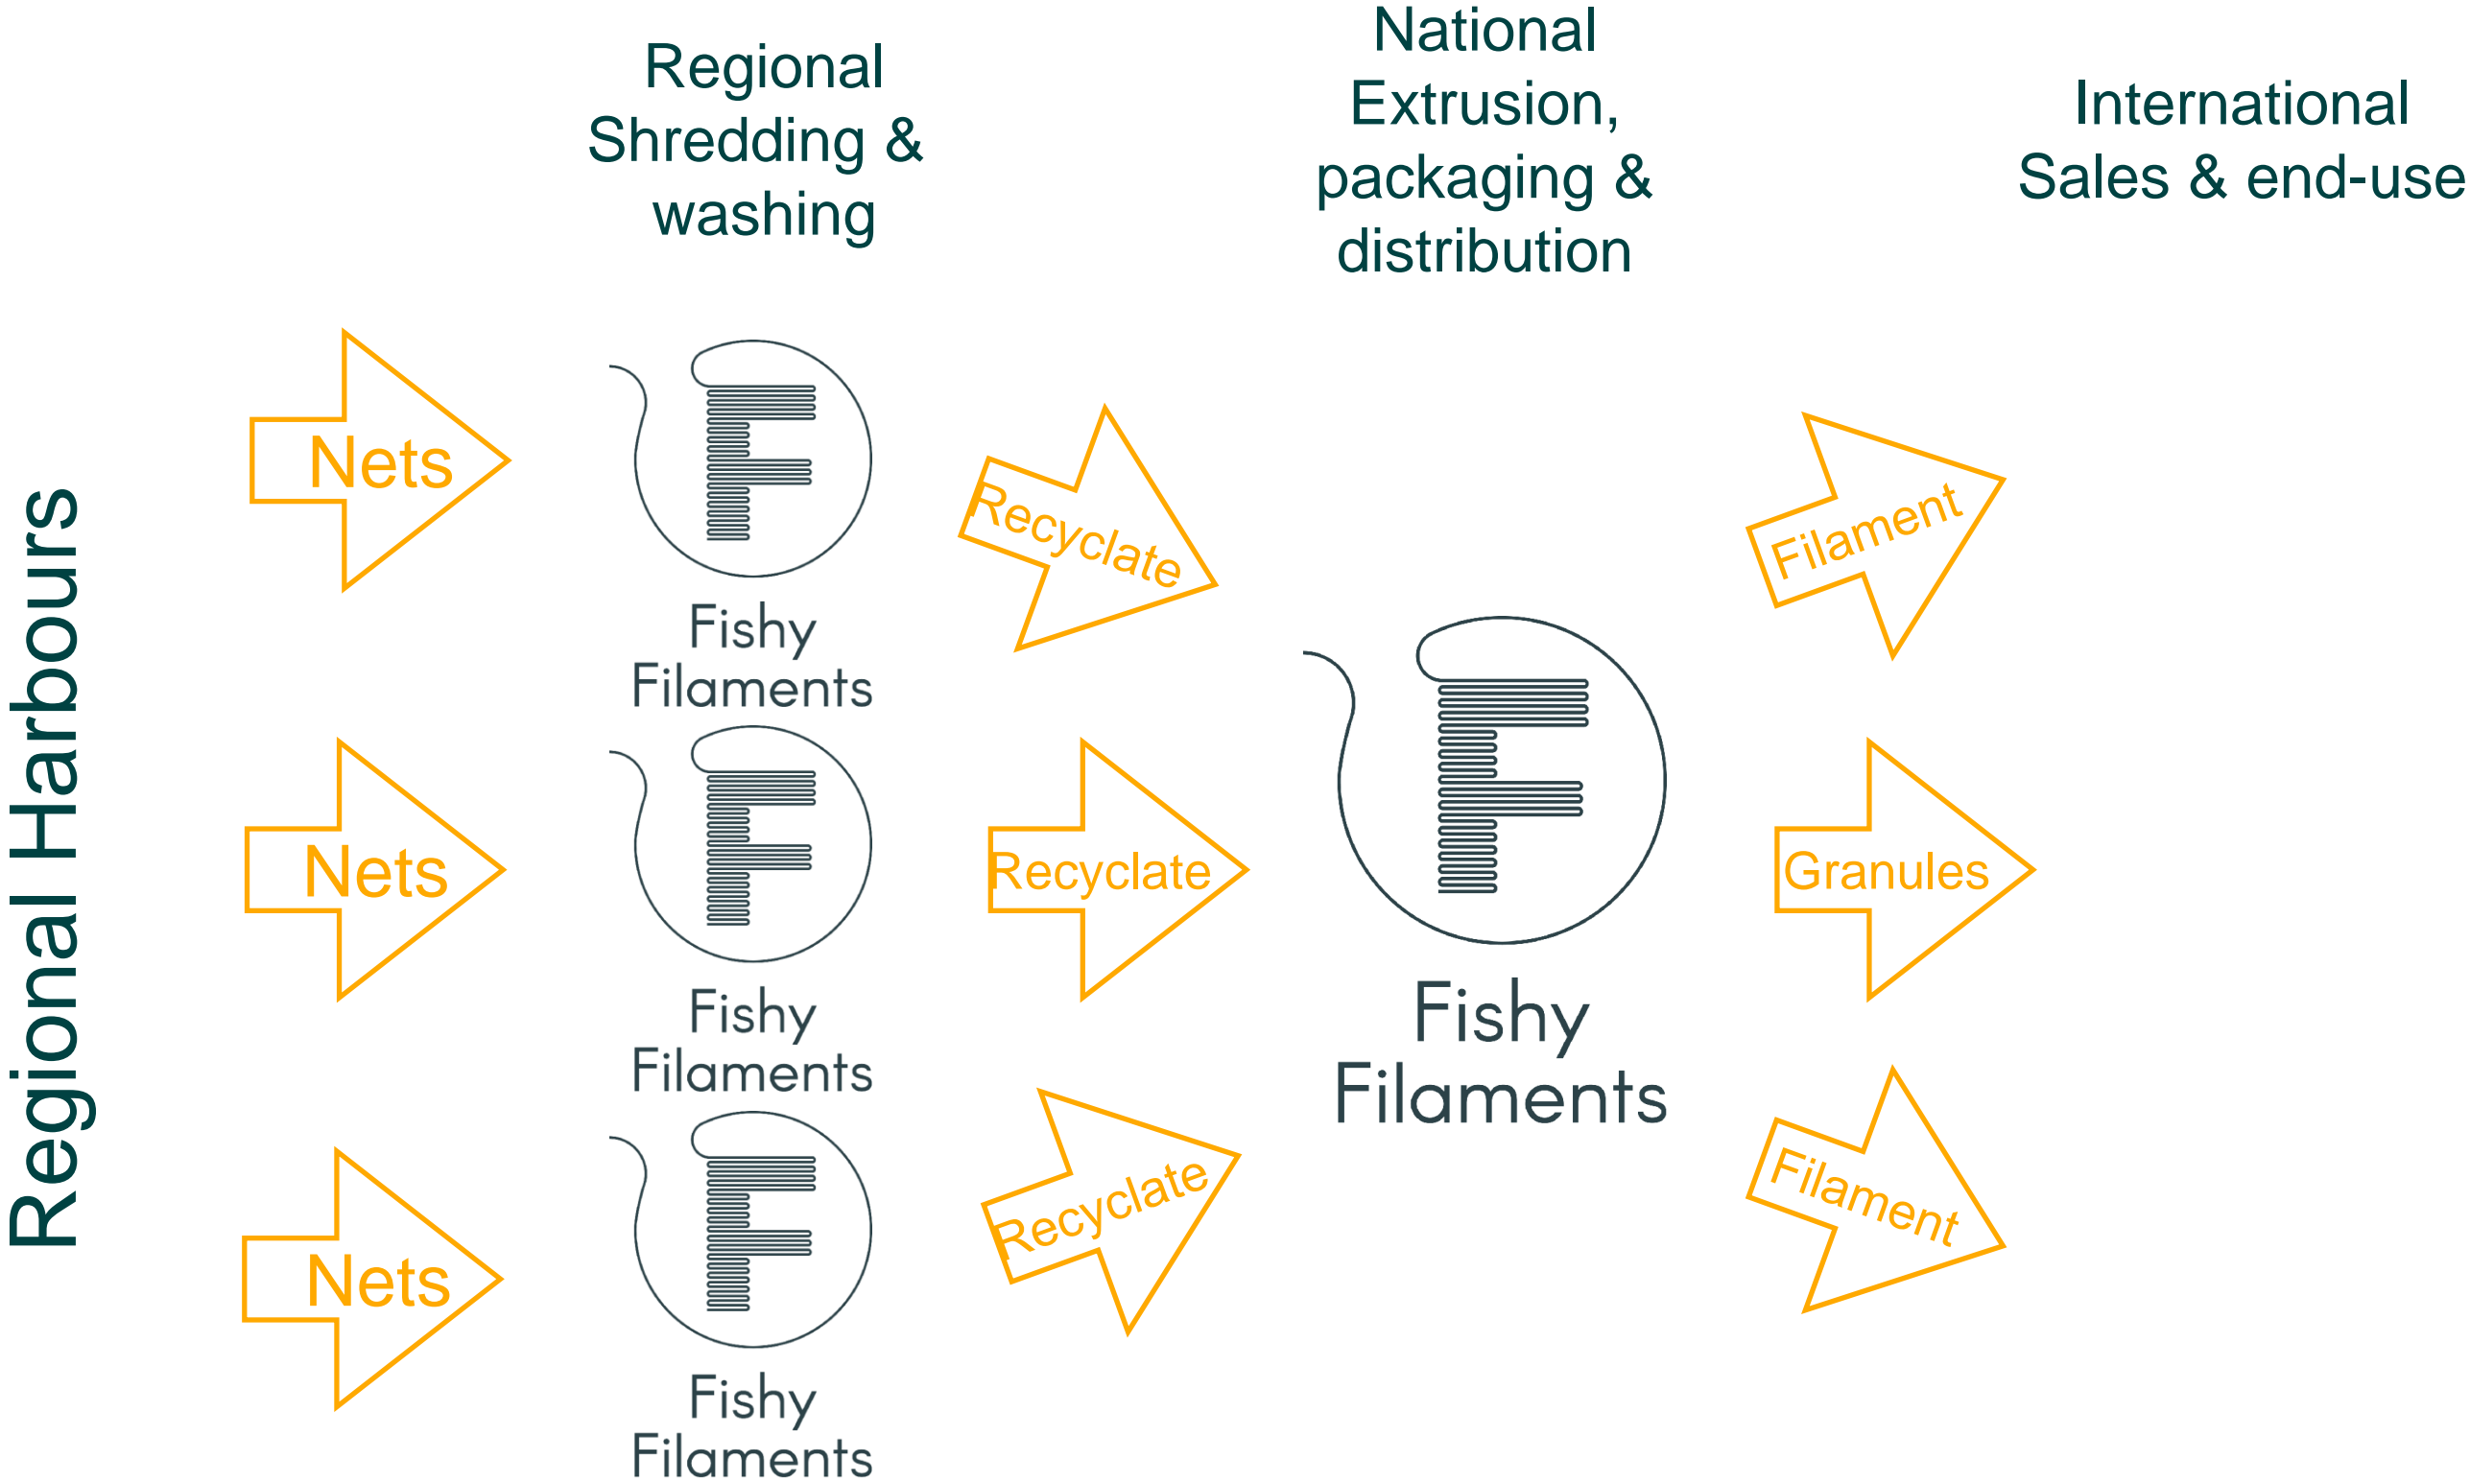 Regional
Shredding &
washing
National
Extrusion,
packaging &
distribution
International
Sales & end-use
Regional Harbours
Nets
Fishy
Filaments
Recyclate
Filament
Nets
Fishy
Filaments
Recyclate
Fishy
Filaments
Granules
Nets
Fishy
Filaments
Recyclate
Filament